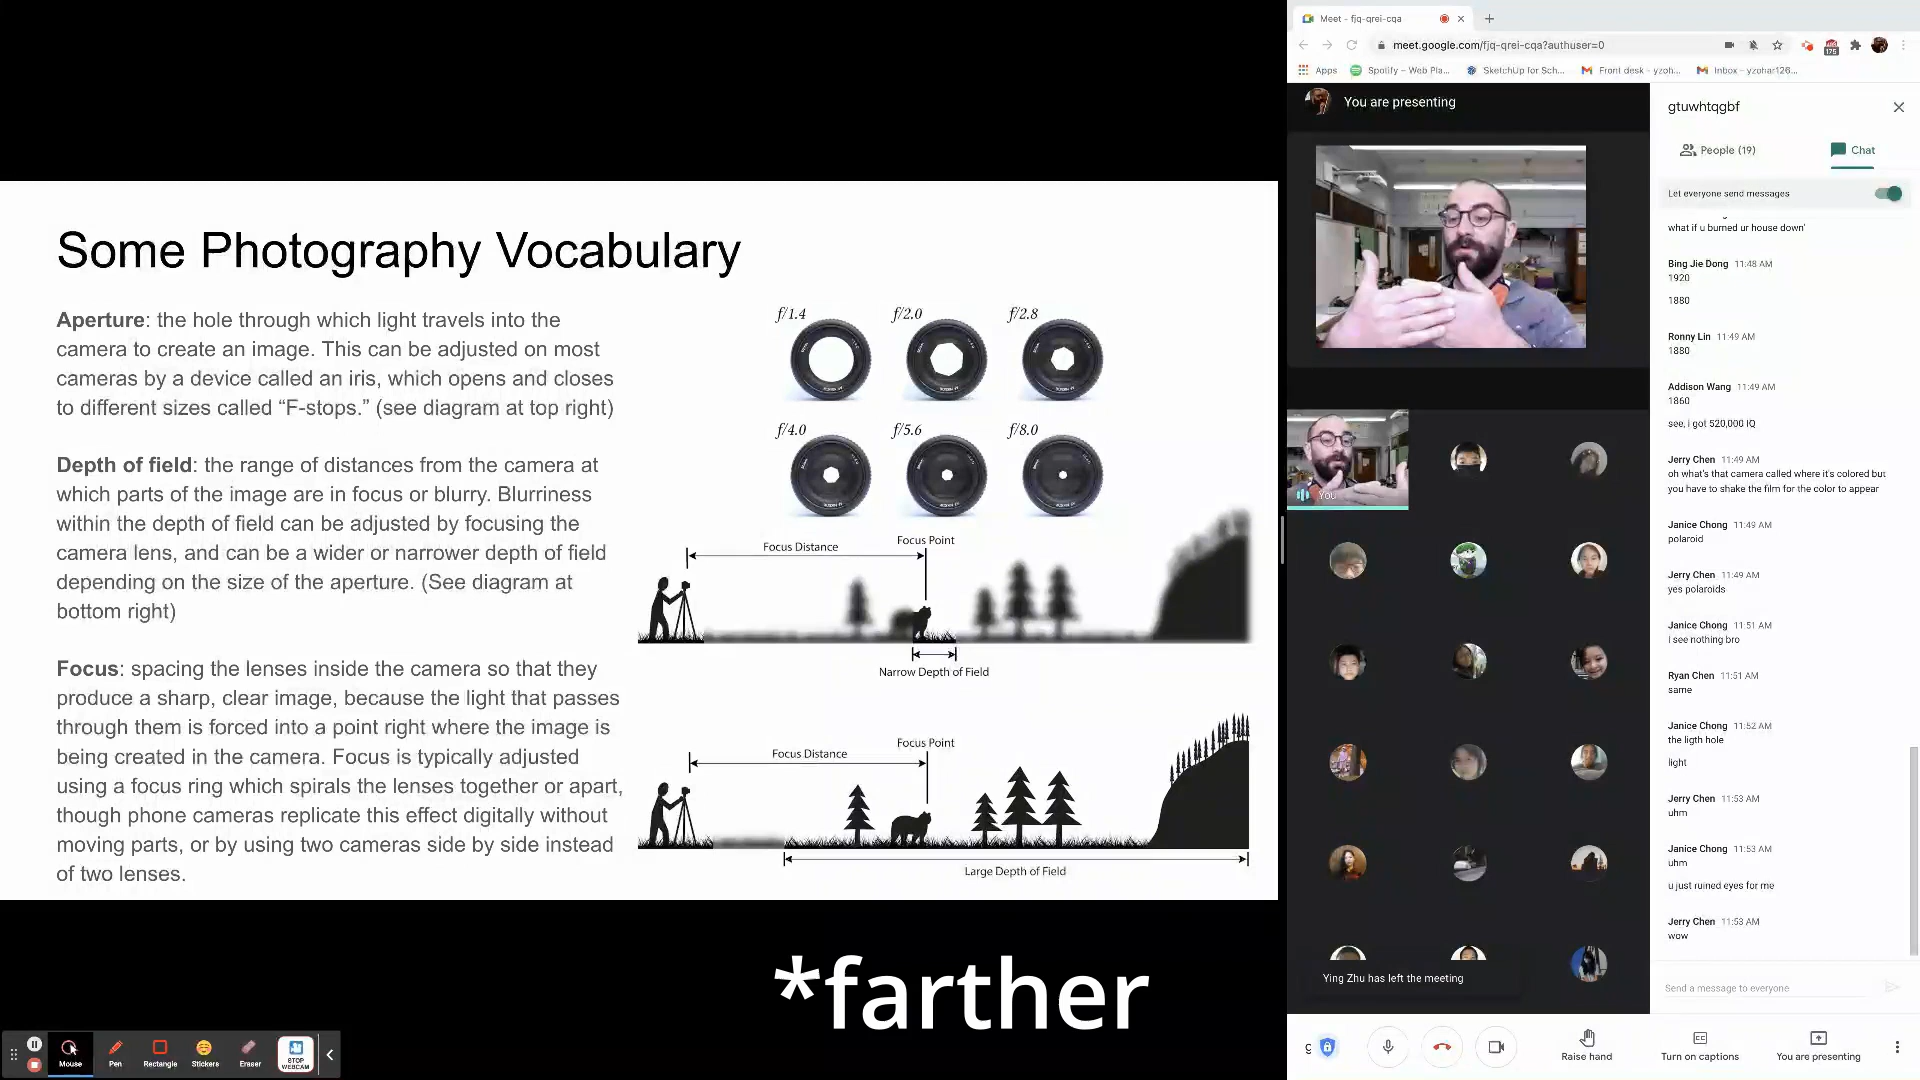 Some Photography Vocabulary
Aperture: the hole through which light travels into the
camera to create an image. This can be adjusted on most
cameras by a device called an iris, which opens and closes
to different sizes called “F-stops.” (see diagram at top right)
Depth of field: the range of distances from the camera at
which parts of the image are in focus or blurry. Blurriness
within the depth of field can be adjusted by focusing the
camera lens, and can be a wider or narrower depth of field
depending on the size of the aperture. (See diagram at
bottom right)
Focus: spacing the lenses inside the camera so that they
produce a sharp, clear image, because the light that passes
through them is forced into a point right where the image is
being created in the camera. Focus is typically adjusted
using a focus ring which spirals the lenses together or apart,
though phone cameras replicate this effect digitally without
moving parts, or by using two cameras side by side instead
of two lenses.
f/1.4
f/2.0
f/2.8
f/4.0
f/5.6
f/8.0
Focus Distance
Focus Point
Narrow Depth of Field
Focus Distance
Focus Point
Large Depth of Field
*farther
Mouse
Pen
Rectangle
Stickers
Eraser
STOP
WEBCAM
Meet - fjq-qrei-cqa
meet.google.com/fjq-qrei-cqa?authuser=0
175
Apps
Spotify – Web Pla...
SketchUp for Sch...
Front desk - yzoh...
Inbox - yzohar126...
You are presenting
You
Ying Zhu has left the meeting
gtuwhtqgbf
People (19)
Chat
Let everyone send messages
what if u burned ur house down'
Bing Jie Dong 11:48 AM
1920
1880
Ronny Lin 11:49 AM
1880
Addison Wang 11:49 AM
1860
see, i got 520,000 IQ
Jerry Chen 11:49 AM
oh what's that camera called where it's colored but
you have to shake the film for the color to appear
Janice Chong 11:49 AM
polaroid
Jerry Chen 11:49 AM
yes polaroids
Janice Chong 11:51 AM
i see nothing bro
Ryan Chen 11:51 AM
same
Janice Chong 11:52 AM
the ligth hole
light
Jerry Chen 11:53 AM
uhm
Janice Chong 11:53 AM
uhm
u just ruined eyes for me
Jerry Chen 11:53 AM
wow
Send a message to everyone
g
Raise hand
Turn on captions
You are presenting